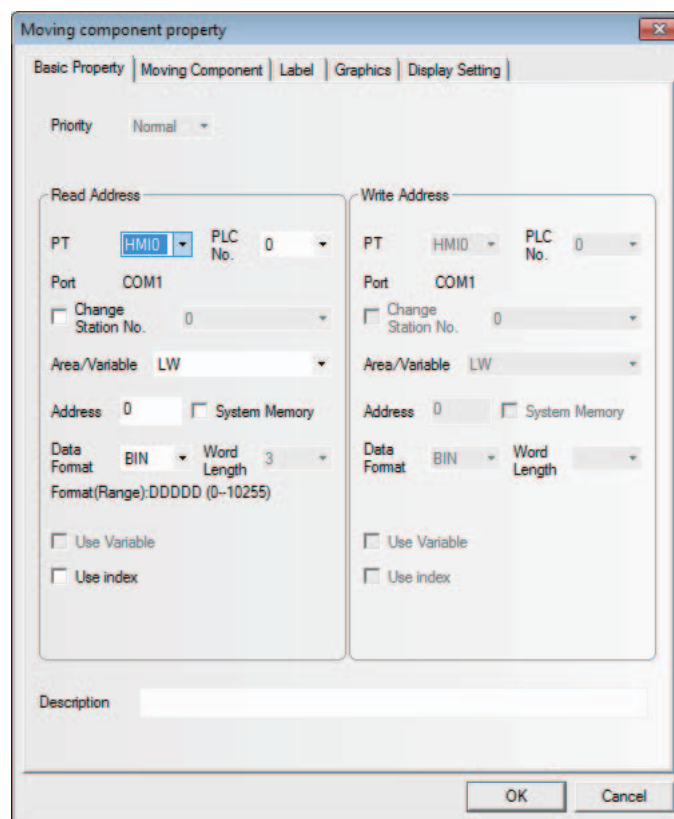 Moving component property
Basic Property Moving Component Label Graphics Display Setting
Priority Normal
Read Address
PT HMI0 PLC No. 0
Port COM1
Change Station No. 0
Area/Variable LW
Address 0 System Memory
Data Format BIN Word Length 3
Format(Range):DDDDD (0--10255)
Use Variable
Use index
Write Address
PT HMI0 PLC No. 0
Port COM1
Change Station No. 0
Area/Variable LW
Address 0 System Memory
Data Format BIN Word Length
Use Variable
Use index
Description
OK Cancel